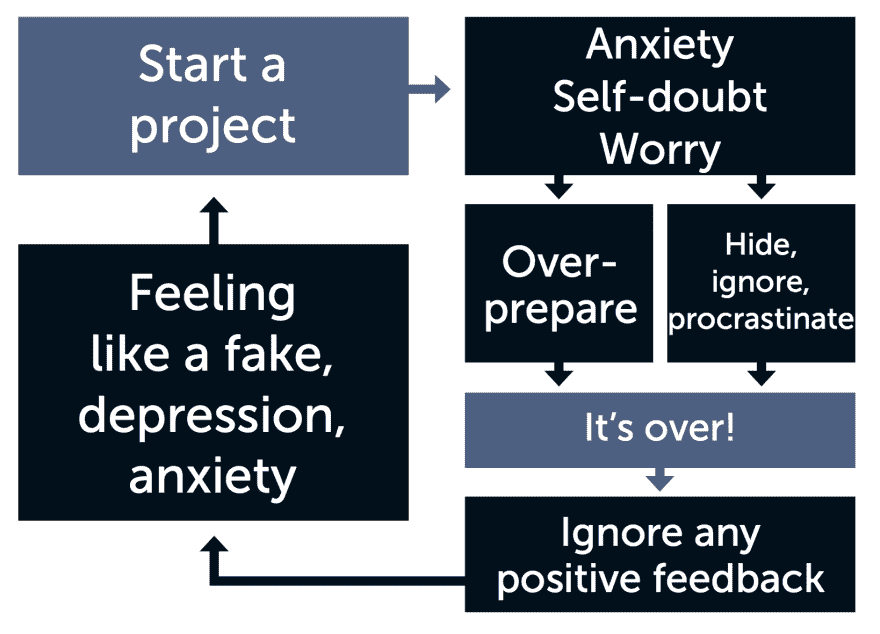 Start a
project
Anxiety
Self-doubt
Worry
Over-
prepare
Hide,
ignore,
procrastinate
It's over!
Ignore any
positive feedback
Feeling
like a fake,
depression,
anxiety